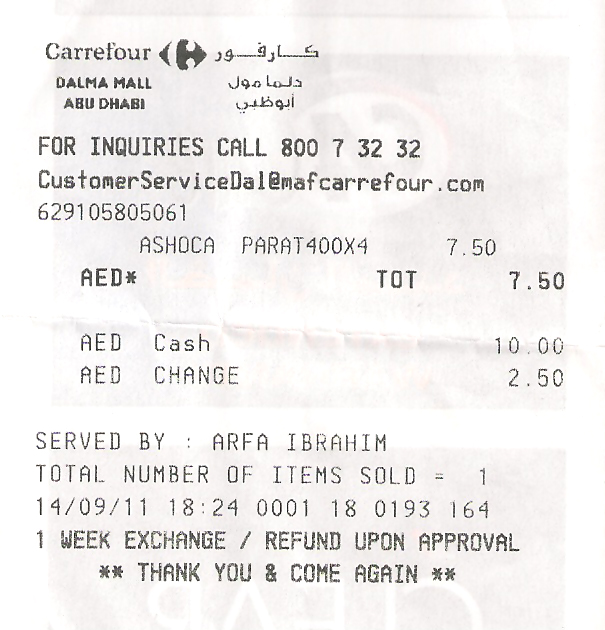 Carrefour كارفور
DALMA MALL دلما مول
ABU DHABI أبوظبي
FOR INQUIRIES CALL 800 7 32 32
CustomerServiceDal@mafcarrefour.com
629105805061
ASHOCA PARAT400X4 7.50
AED* TOT 7.50
AED Cash 10.00
AED CHANGE 2.50
SERVED BY : ARFA IBRAHIM
TOTAL NUMBER OF ITEMS SOLD = 1
14/09/11 18:24 0001 18 0193 164
1 WEEK EXCHANGE / REFUND UPON APPROVAL
** THANK YOU & COME AGAIN **